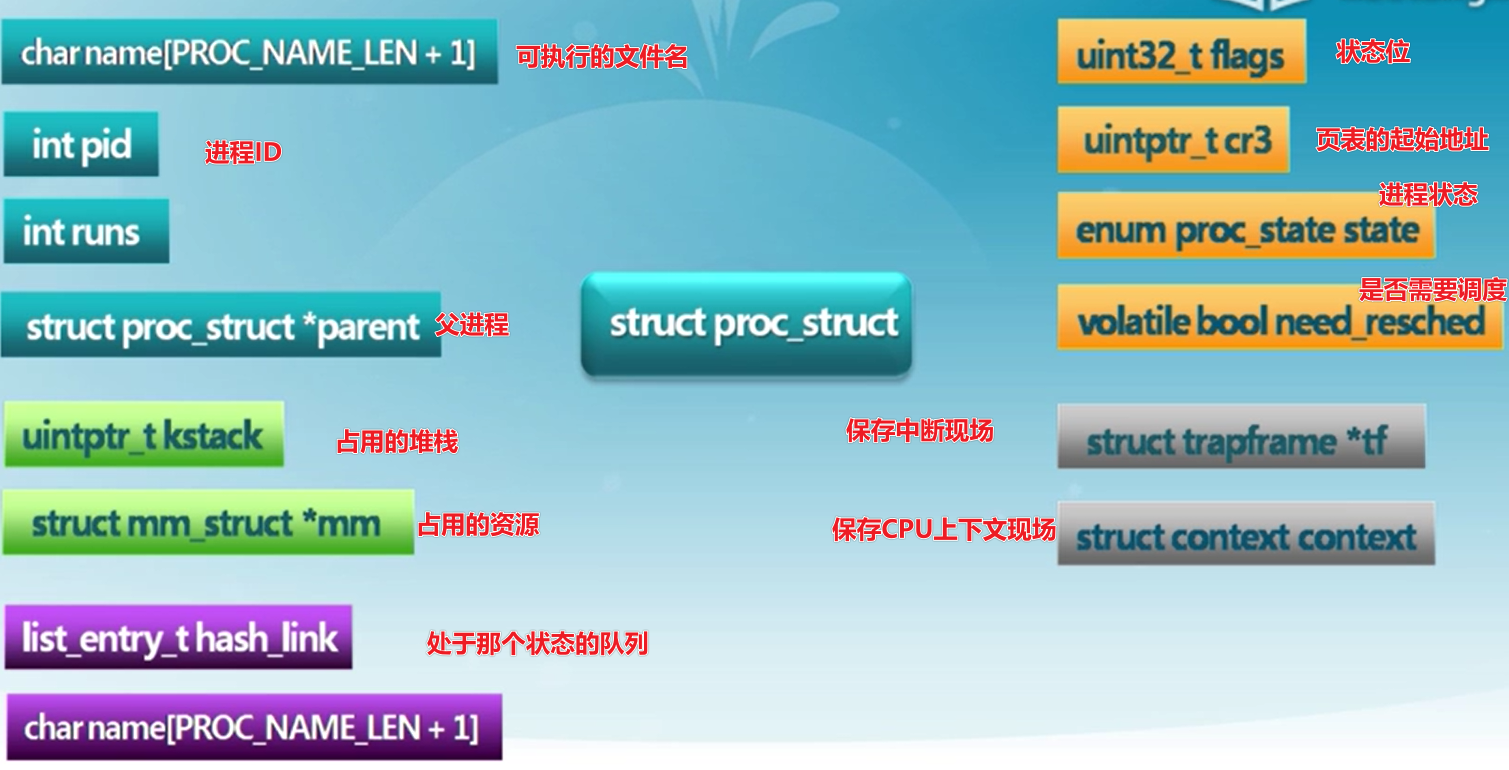 char name[PROC_NAME_LEN + 1]
可执行的文件名
int pid
进程ID
int runs
struct proc_struct *parent
父进程
uintptr_t kstack
占用的堆栈
struct mm_struct *mm
占用的资源
list_entry_t hash_link
处于那个状态的队列
char name[PROC_NAME_LEN + 1]
struct proc_struct
uint32_t flags
状态位
uintptr_t cr3
页表的起始地址
进程状态
enum proc_state state
是否需要调度
volatile bool need_resched
保存中断现场
struct trapframe *tf
保存CPU上下文现场
struct context context